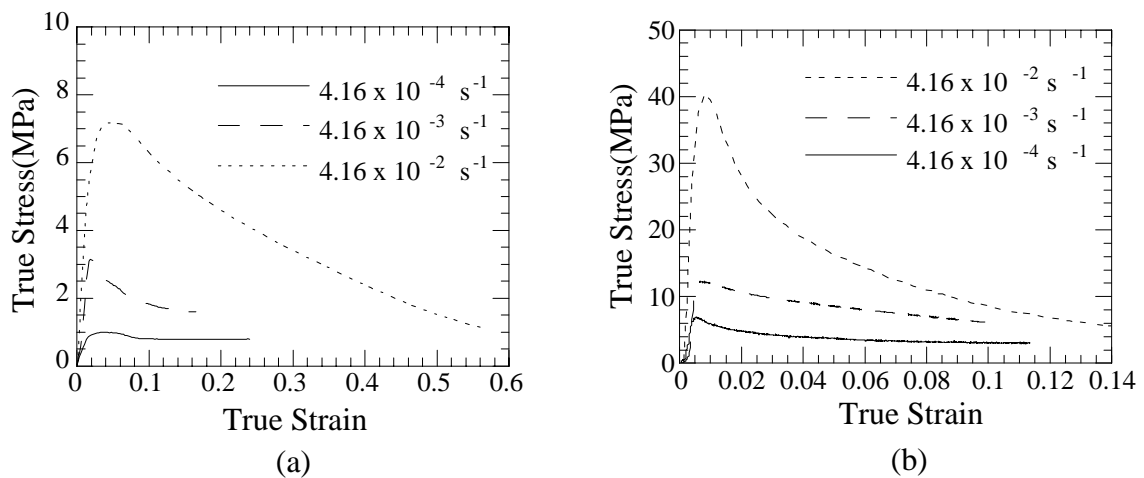 10
8
6
4
2
0
True Stress(MPa)
4.16 x 10 -4 s -1
4.16 x 10 -3 s -1
4.16 x 10 -2 s -1
0 0.1 0.2 0.3 0.4 0.5 0.6
True Strain
(a)
50
40
30
20
10
0
True Stress(MPa)
4.16 x 10 -2 s -1
4.16 x 10 -3 s -1
4.16 x 10 -4 s -1
0 0.02 0.04 0.06 0.08 0.1 0.12 0.14
True Strain
(b)